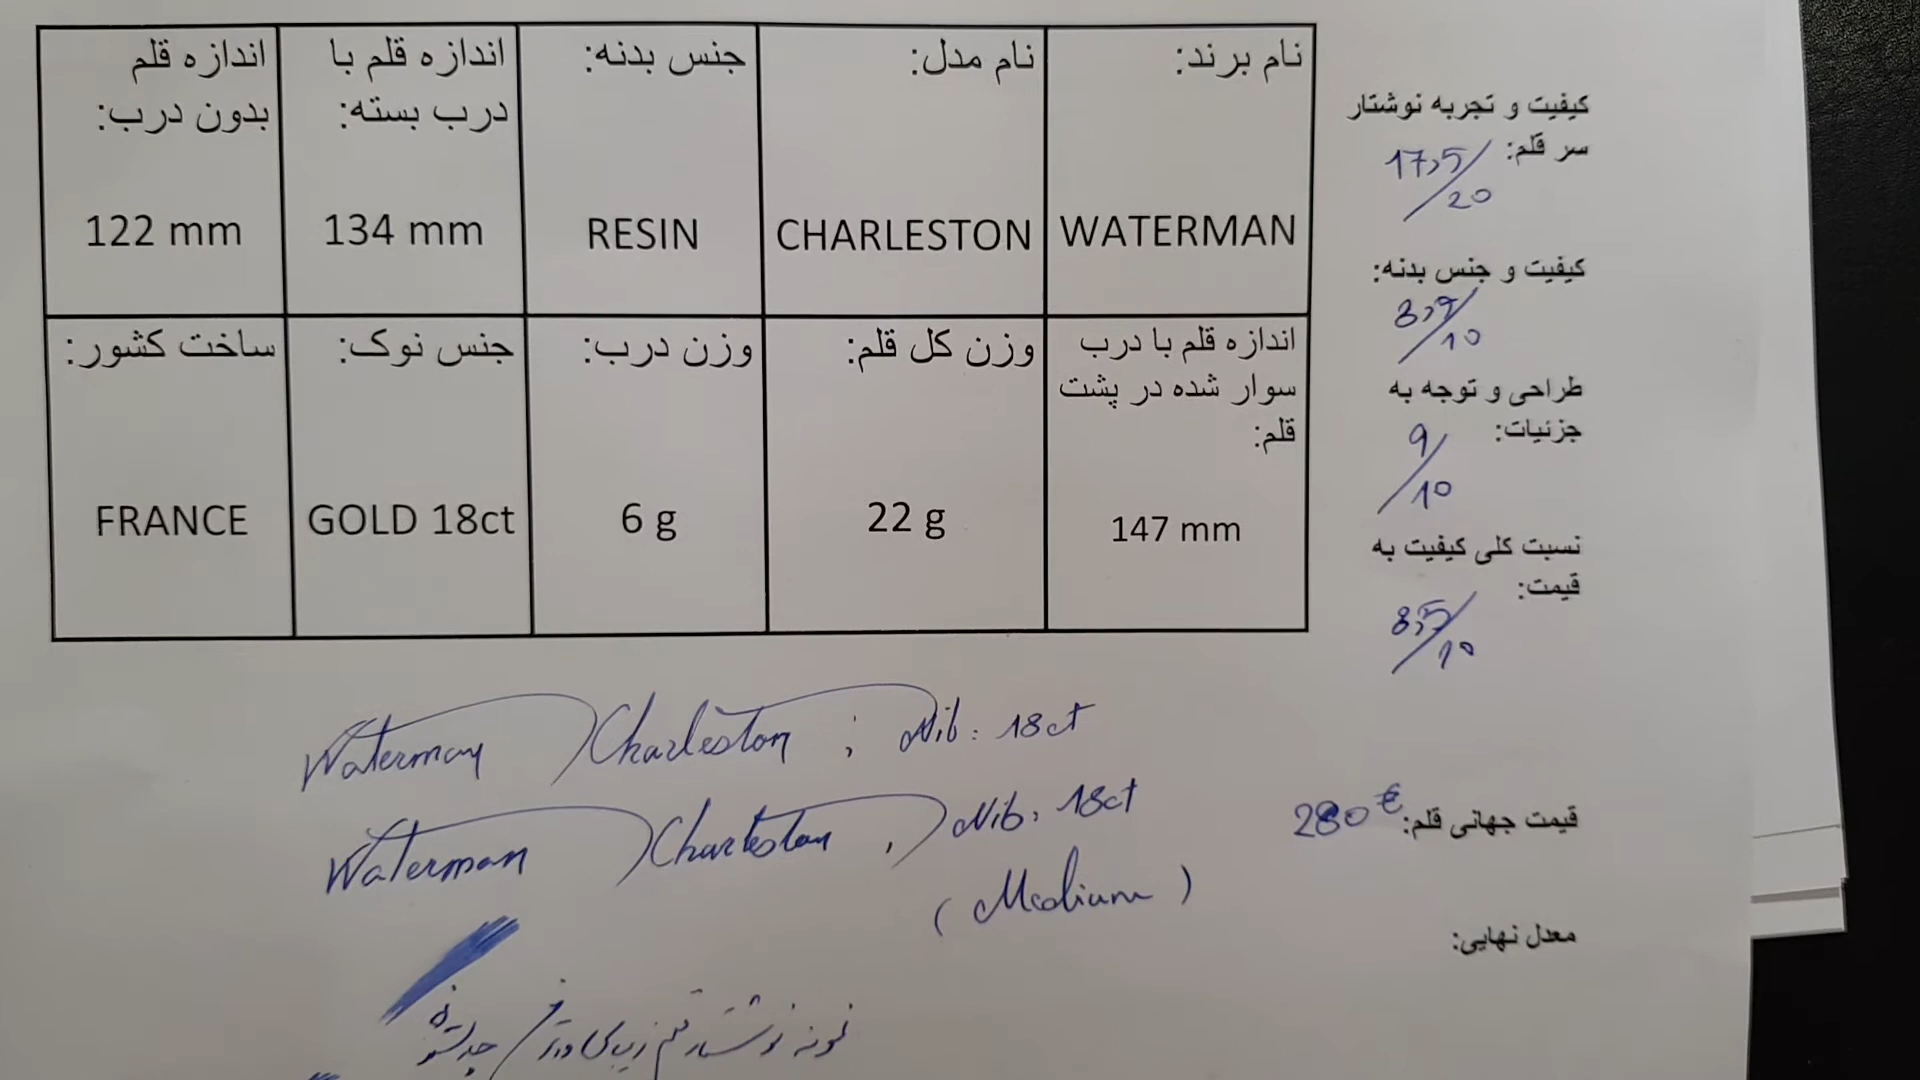 نام برند:
WATERMAN
نام مدل:
CHARLESTON
جنس بدنه:
RESIN
اندازه قلم با
درب بسته:
134 mm
اندازه قلم
بدون درب:
122 mm
اندازه قلم با درب
سوار شده در پشت
قلم:
147 mm
وزن کل قلم:
22 g
وزن درب:
6 g
جنس نوک:
GOLD 18ct
ساخت کشور:
FRANCE
کیفیت و تجربه نوشتار
سر قلم:
17,5/20
کیفیت و جنس بدنه:
/10
طراحی و توجه به
جزئیات:
9/10
نسبت کلی کیفیت به
قیمت:
8,5/10
قیمت جهانی قلم: 280€
معدل نهایی:
Waterman Charleston ; Nib: 18ct
Waterman Charleston , Nib: 18ct
(Medium)
نمونه نوشتار قلم زیبای